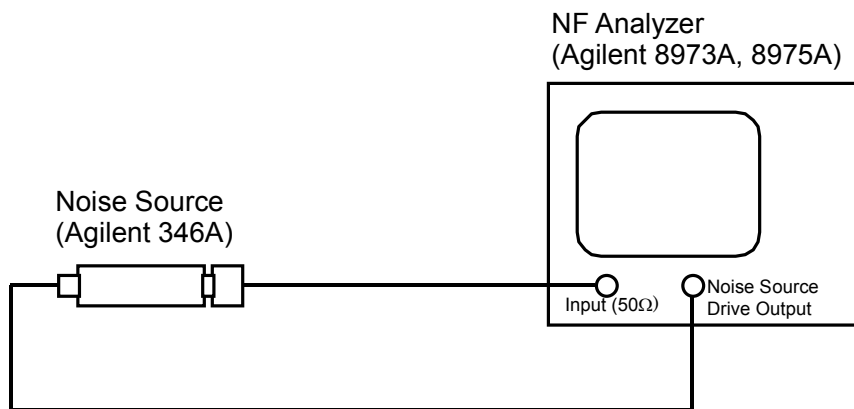 NF Analyzer
(Agilent 8973A, 8975A)
Noise Source
(Agilent 346A)
Input (50Ω)
Noise Source
Drive Output